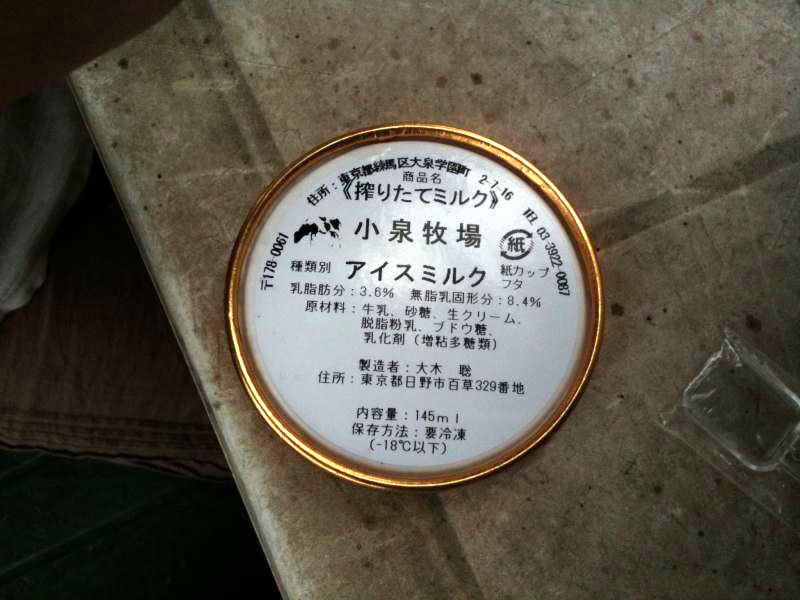 〒178-0061 住所：東京都練馬区大泉学園町 2-7-16 TEL 03-3922-0087
商品名
《搾りたてミルク》
小泉牧場
紙
種類別 アイスミルク
紙カップ
フタ
乳脂肪分：3.6% 無脂乳固形分：8.4%
原材料：牛乳、砂糖、生クリーム、
脱脂粉乳、ブドウ糖、
乳化剤（増粘多糖類）
製造者：大木 聡
住所：東京都日野市百草329番地
内容量：145ｍｌ
保存方法：要冷凍
(-18℃以下)